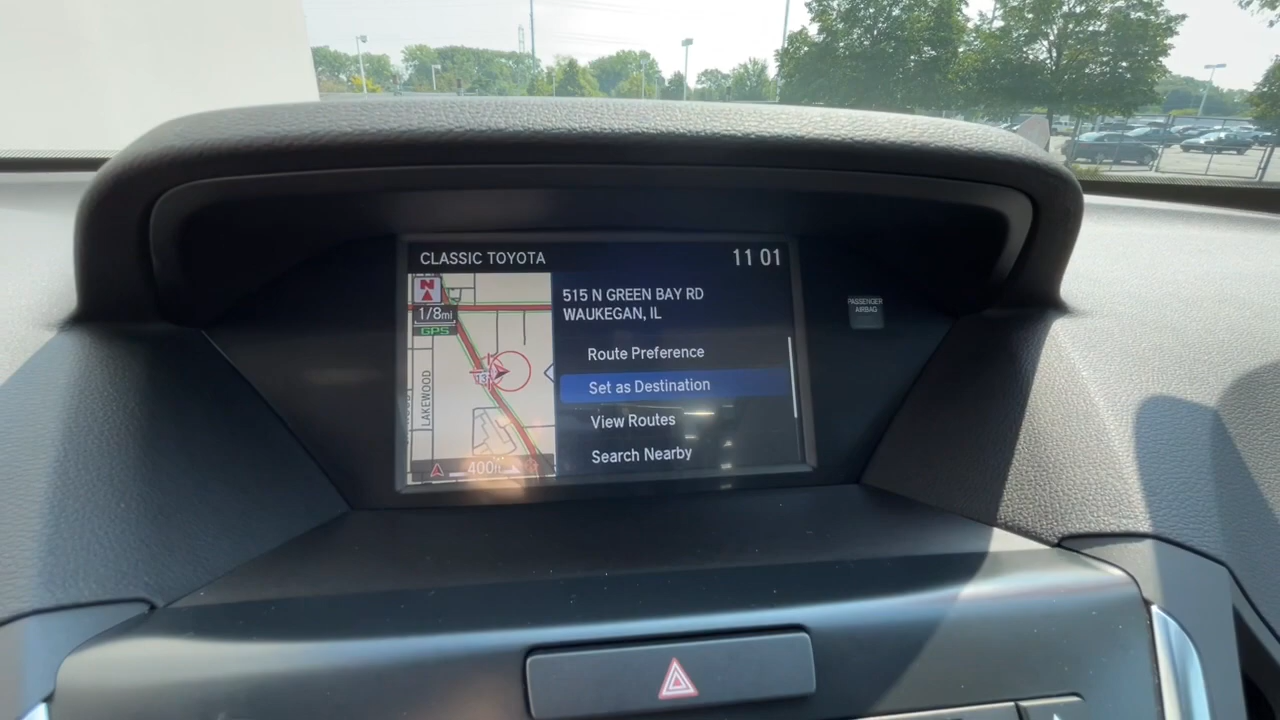 CLASSIC TOYOTA
11 01
N
1/8mi
GPS
LAKEWOOD
400ft
515 N GREEN BAY RD
WAUKEGAN, IL
Route Preference
Set as Destination
View Routes
Search Nearby
PASSENGER
AIRBAG